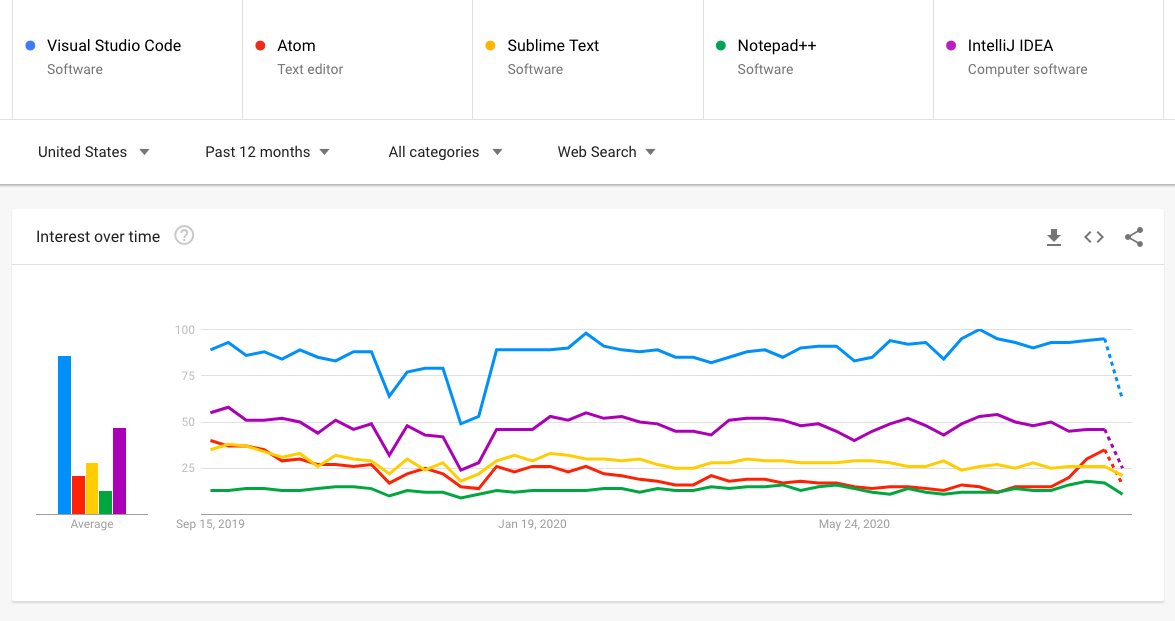 Visual Studio Code
Software
Atom
Text editor
Sublime Text
Software
Notepad++
Software
IntelliJ IDEA
Computer software
United States
Past 12 months
All categories
Web Search
Interest over time
?
100
75
50
25
Average
Sep 15, 2019
Jan 19, 2020
May 24, 2020